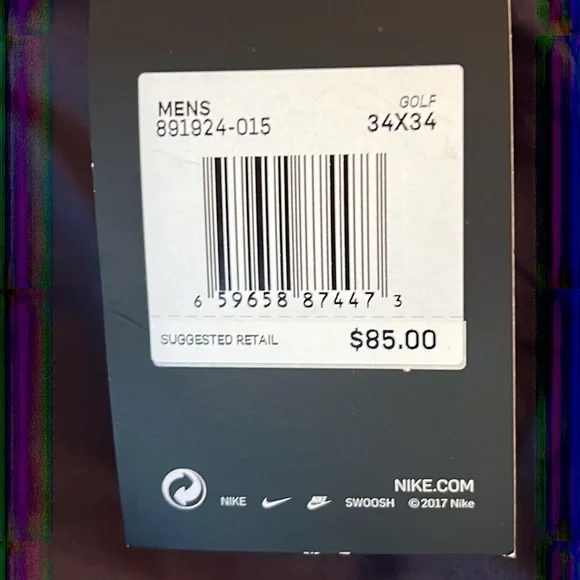 MENS GOLF
891924-015 34X34
6 59658 87447 3
SUGGESTED RETAIL $85.00
NIKE.COM
NIKE SWOOSH ©2017 Nike